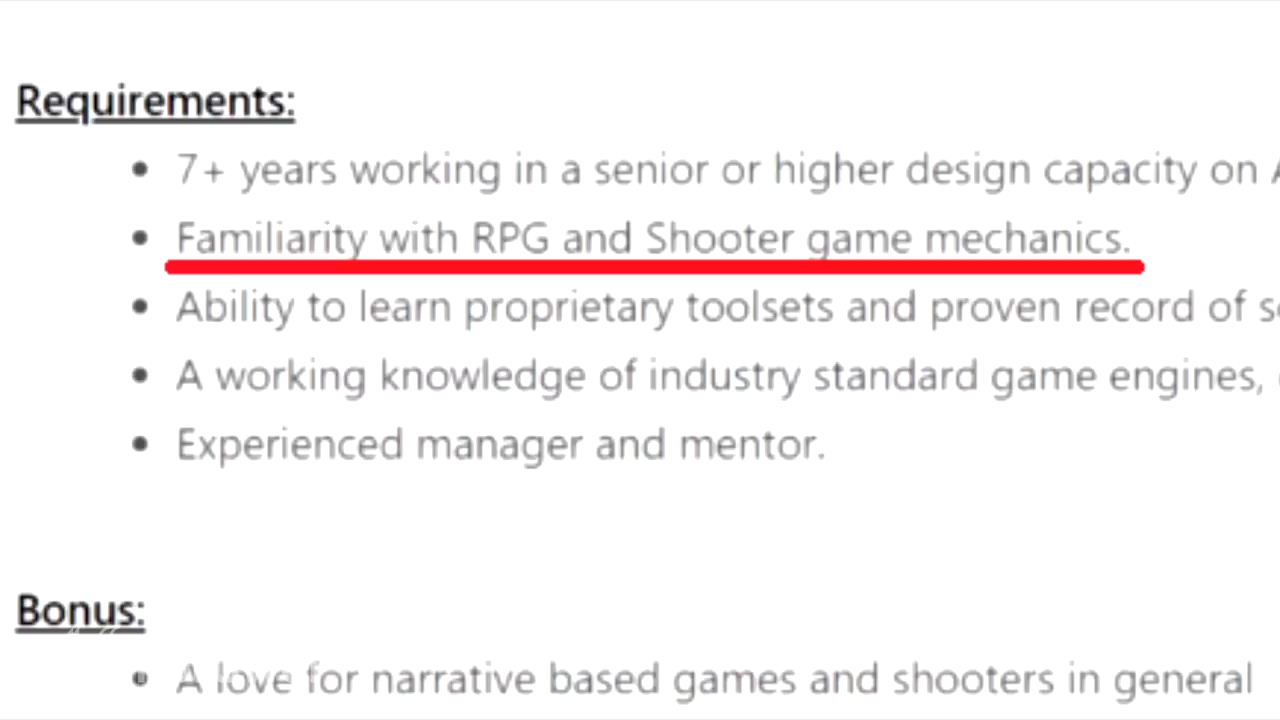 Requirements:
• 7+ years working in a senior or higher design capacity on
• Familiarity with RPG and Shooter game mechanics.
• Ability to learn proprietary toolsets and proven record of
• A working knowledge of industry standard game engines,
• Experienced manager and mentor.
Bonus:
• A love for narrative based games and shooters in general